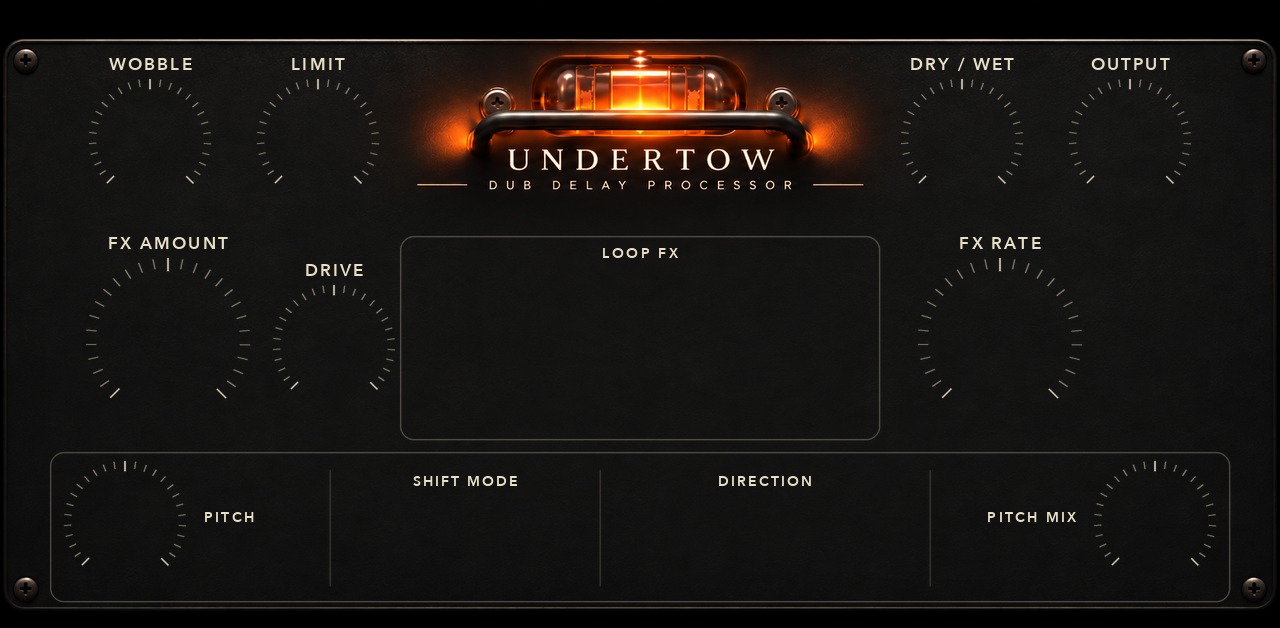 WOBBLE
LIMIT
DRY / WET
OUTPUT
UNDERTOW
DUB DELAY PROCESSOR
FX AMOUNT
DRIVE
LOOP FX
FX RATE
PITCH
SHIFT MODE
DIRECTION
PITCH MIX